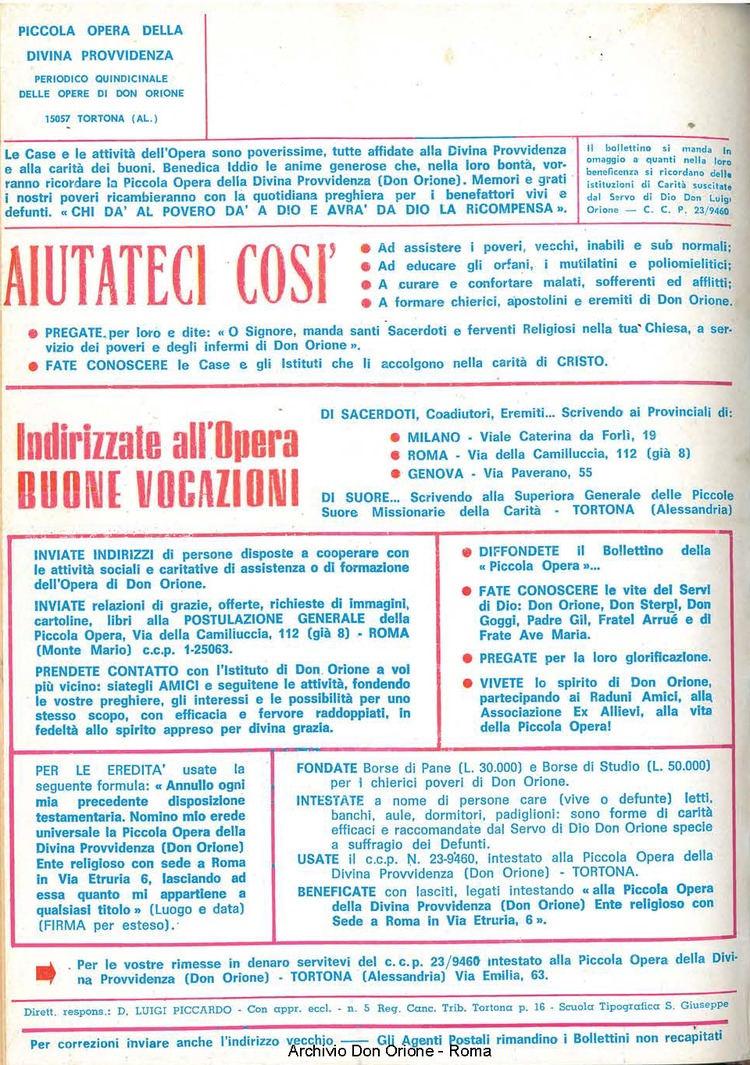 PICCOLA OPERA DELLA
DIVINA PROVVIDENZA
PERIODICO QUINDICINALE
DELLE OPERE DI DON ORIONE
15057 TORTONA (AL.)
Le Case e le attività dell'Opera sono poverissime, tutte affidate alla Divina Provvidenza
e alla carità dei buoni. Benedica Iddio le anime generose che, nella loro bontà, vor-
ranno ricordare la Piccola Opera della Divina Provvidenza (Don Orione). Memori e grati
i nostri poveri ricambieranno con la quotidiana preghiera per i benefattori vivi e
defunti. « CHI DA' AL POVERO DA' A DIO E AVRA' DA DIO LA RICOMPENSA ».
Il bollettino si manda in
omaggio a quanti nella loro
beneficenza si ricordano delle
istituzioni di Carità suscitate
dal Servo di Dio Don Luigi
Orione — C. C. P. 23/9460
AIUTATECI COSI'
● Ad assistere i poveri, vecchi, inabili e sub normali;
● Ad educare gli orfani, i mutilatini e poliomielitici;
● A curare e confortare malati, sofferenti ed afflitti;
● A formare chierici, apostolini e eremiti di Don Orione.
● PREGATE per loro e dite: « O Signore, manda santi Sacerdoti e ferventi Religiosi nella tua Chiesa, a ser-
vizio dei poveri e degli infermi di Don Orione ».
● FATE CONOSCERE le Case e gli Istituti che li accolgono nella carità di CRISTO.
Indirizzate all'Opera
BUONE VOCAZIONI
DI SACERDOTI, Coadiutori, Eremiti... Scrivendo ai Provinciali di:
● MILANO - Viale Caterina da Forlì, 19
● ROMA - Via della Camilluccia, 112 (già 8)
● GENOVA - Via Paverano, 55
DI SUORE... Scrivendo alla Superiora Generale delle Piccole
Suore Missionarie della Carità - TORTONA (Alessandria)
INVIATE INDIRIZZI di persone disposte a cooperare con
le attività sociali e caritative di assistenza o di formazione
dell'Opera di Don Orione.
INVIATE relazioni di grazie, offerte, richieste di immagini,
cartoline, libri alla POSTULAZIONE GENERALE della
Piccola Opera, Via della Camilluccia, 112 (già 8) - ROMA
(Monte Mario) c.c.p. 1-25063.
PRENDETE CONTATTO con l'Istituto di Don Orione a voi
più vicino: siategli AMICI e seguitene le attività, fondendo
le vostre preghiere, gli interessi e le possibilità per uno
stesso scopo, con efficacia e fervore raddoppiati, in
fedeltà allo spirito appreso per divina grazia.
● DIFFONDETE il Bollettino della
« Piccola Opera »...
● FATE CONOSCERE le vite dei Servi
di Dio: Don Orione, Don Sterpi, Don
Goggi, Padre Gil, Fratel Arrué e di
Frate Ave Maria.
● PREGATE per la loro glorificazione.
● VIVETE lo spirito di Don Orione,
partecipando ai Raduni Amici, alla
Associazione Ex Allievi, alla vita
della Piccola Opera!
PER LE EREDITA' usate la
seguente formula: « Annullo ogni
mia precedente disposizione
testamentaria. Nomino mio erede
universale la Piccola Opera della
Divina Provvidenza (Don Orione)
Ente religioso con sede a Roma
in Via Etruria 6, lasciando ad
essa quanto mi appartiene a
qualsiasi titolo » (Luogo e data)
(FIRMA per esteso).
FONDATE Borse di Pane (L. 30.000) e Borse di Studio (L. 50.000)
per i chierici poveri di Don Orione.
INTESTATE a nome di persone care (vive o defunte) letti,
banchi, aule, dormitori, padiglioni: sono forme di carità
efficaci e raccomandate dal Servo di Dio Don Orione specie
a suffragio dei Defunti.
USATE il c.c.p. N. 23-9460, intestato alla Piccola Opera della
Divina Provvidenza (Don Orione) - TORTONA.
BENEFICATE con lasciti, legati intestando « alla Piccola Opera
della Divina Provvidenza (Don Orione) Ente religioso con
Sede a Roma in Via Etruria, 6 ».
Per le vostre rimesse in denaro servitevi del c.c.p. 23/9460 intestato alla Piccola Opera della Divi-
na Provvidenza (Don Orione) - TORTONA (Alessandria) Via Emilia, 63.
Dirett. respons.: D. LUIGI PICCARDO - Con appr. eccl. - n. 5 Reg. Canc. Trib. Tortona p. 16 - Scuola Tipografica S. Giuseppe
Per correzioni inviare anche l'indirizzo vecchio —— Gli Agenti Postali rimandino i Bollettini non recapitati
Archivio Don Orione - Roma